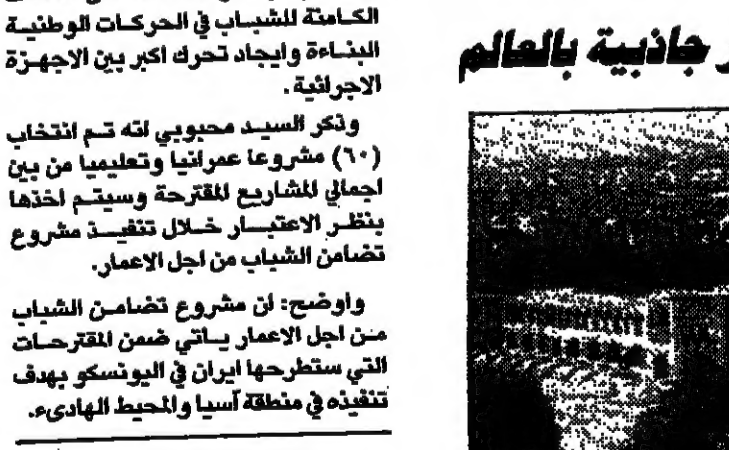 الكامنة للشباب في الحركات الوطنية
البناءة وايجاد تحرك اكبر بين الاجهزة
الاجرائية.
وذكر السيد محبوبي انه تم انتخاب
(٦٠) مشروعا عمرانيا وتعليميا من بين
اجمالي المشاريع المقترحة وسيتم اخذها
بنظر الاعتبار خلال تنفيذ مشروع
تضامن الشباب من اجل الاعمار.
واوضح: ان مشروع تضامن الشباب
من اجل الاعمار ياتي ضمن المقترحات
التي ستطرحها ايران في اليونسكو بهدف
تنفيذه في منطقة آسيا والمحيط الهادىء.
جاذبية بالعالم